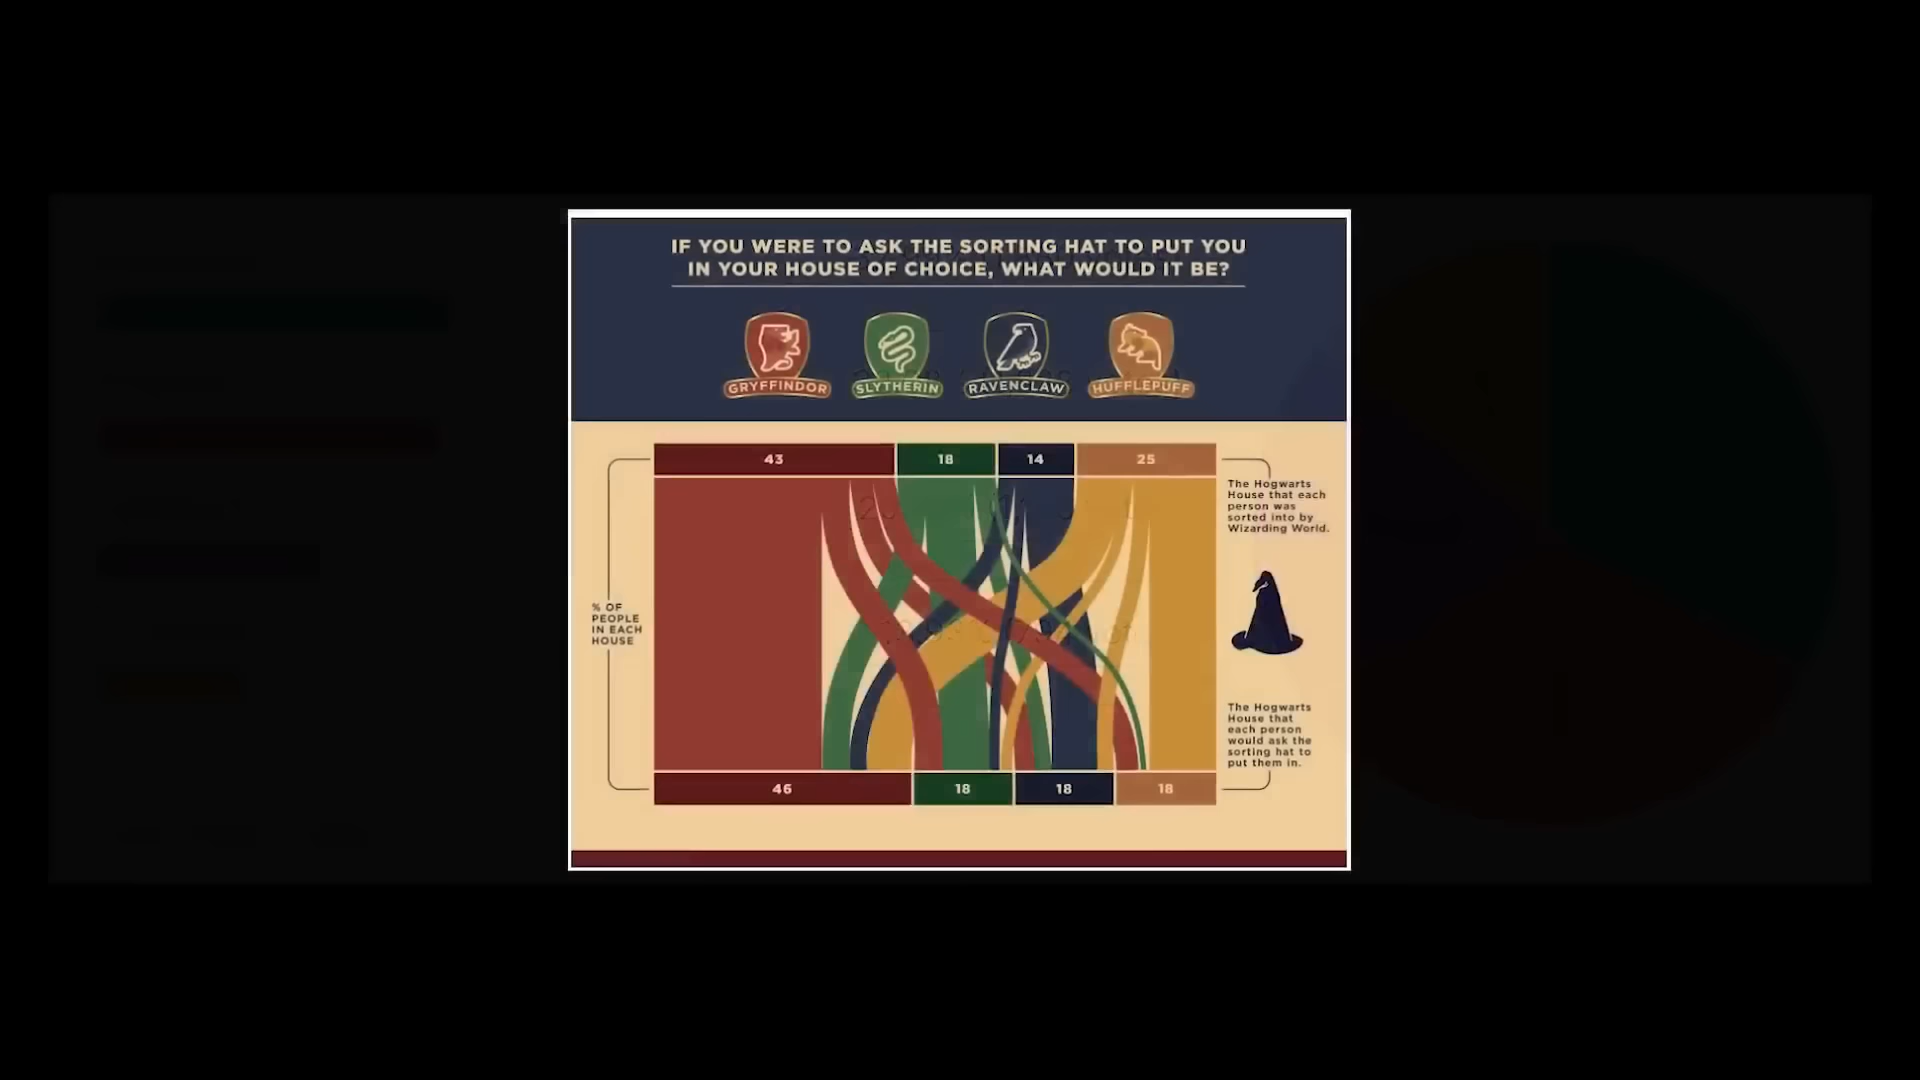 IF YOU WERE TO ASK THE SORTING HAT TO PUT YOU
IN YOUR HOUSE OF CHOICE, WHAT WOULD IT BE?
GRYFFINDOR
SLYTHERIN
RAVENCLAW
HUFFLEPUFF
43
18
14
25
The Hogwarts
House that each
person was
sorted into by
Wizarding World.
% OF
PEOPLE
IN EACH
HOUSE
The Hogwarts
House that
each person
would ask the
sorting hat to
put them in.
46
18
18
18